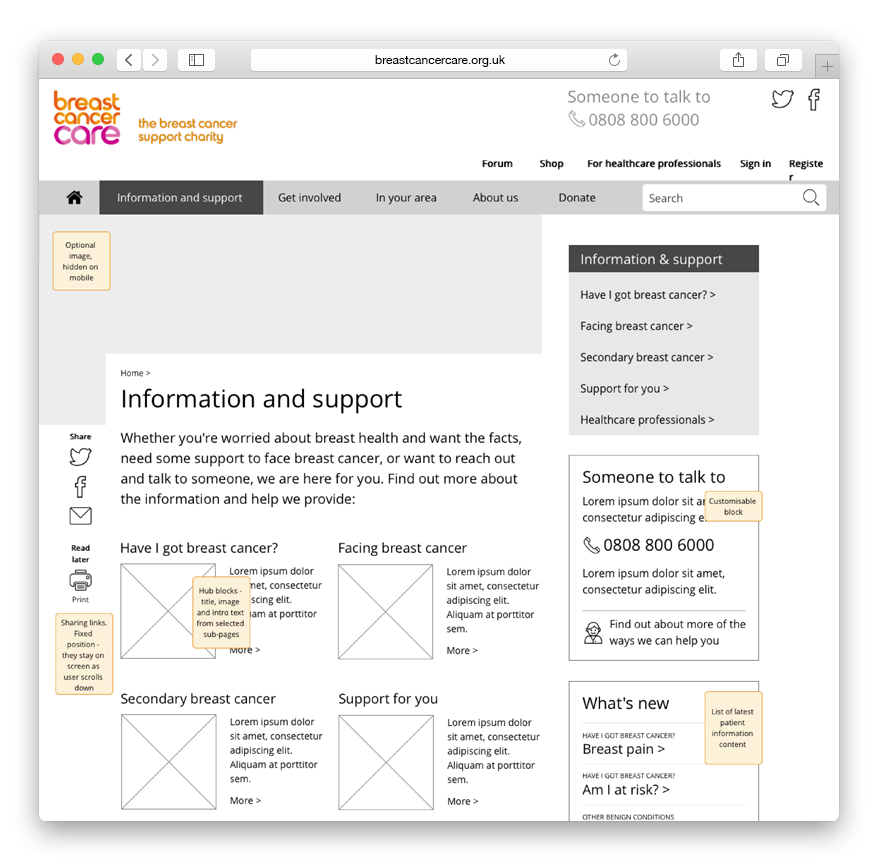 breastcancercare.org.uk
breast
cancer
care
the breast cancer
support charity
Someone to talk to
0808 800 6000
Forum
Shop
For healthcare professionals
Sign in
Registe
r
Information and support
Get involved
In your area
About us
Donate
Search
Optional
image,
hidden on
mobile
Home >
Information and support
Whether you're worried about breast health and want the facts,
need some support to face breast cancer, or want to reach out
and talk to someone, we are here for you. Find out more about
the information and help we provide:
Share
Read
later
Print
Sharing links.
Fixed
position -
they stay on
screen as
user scrolls
down
Have I got breast cancer?
Lorem ipsum dolor
met, consectetur
iscing elit.
Aliquam at porttitor
More >
Hub blocks -
title, image
and intro text
from selected
sub-pages
Facing breast cancer
Lorem ipsum dolor
sit amet, consectetur
adipiscing elit.
Aliquam at porttitor
sem.
More >
Secondary breast cancer
Lorem ipsum dolor
sit amet, consectetur
adipiscing elit.
Aliquam at porttitor
sem.
More >
Support for you
Lorem ipsum dolor
sit amet, consectetur
adipiscing elit.
Aliquam at porttitor
sem.
More >
Information & support
Have I got breast cancer? >
Facing breast cancer >
Secondary breast cancer >
Support for you >
Healthcare professionals >
Someone to talk to
Lorem ipsum dolor sit
consectetur adipiscing
Customisable
block
0808 800 6000
Lorem ipsum dolor sit amet,
consectetur adipiscing elit.
Find out about more of the
ways we can help you
What's new
List of latest
patient
information
content
HAVE I GOT BREAST CANCER?
Breast pain >
HAVE I GOT BREAST CANCER?
Am I at risk? >
OTHER BENIGN CONDITIONS